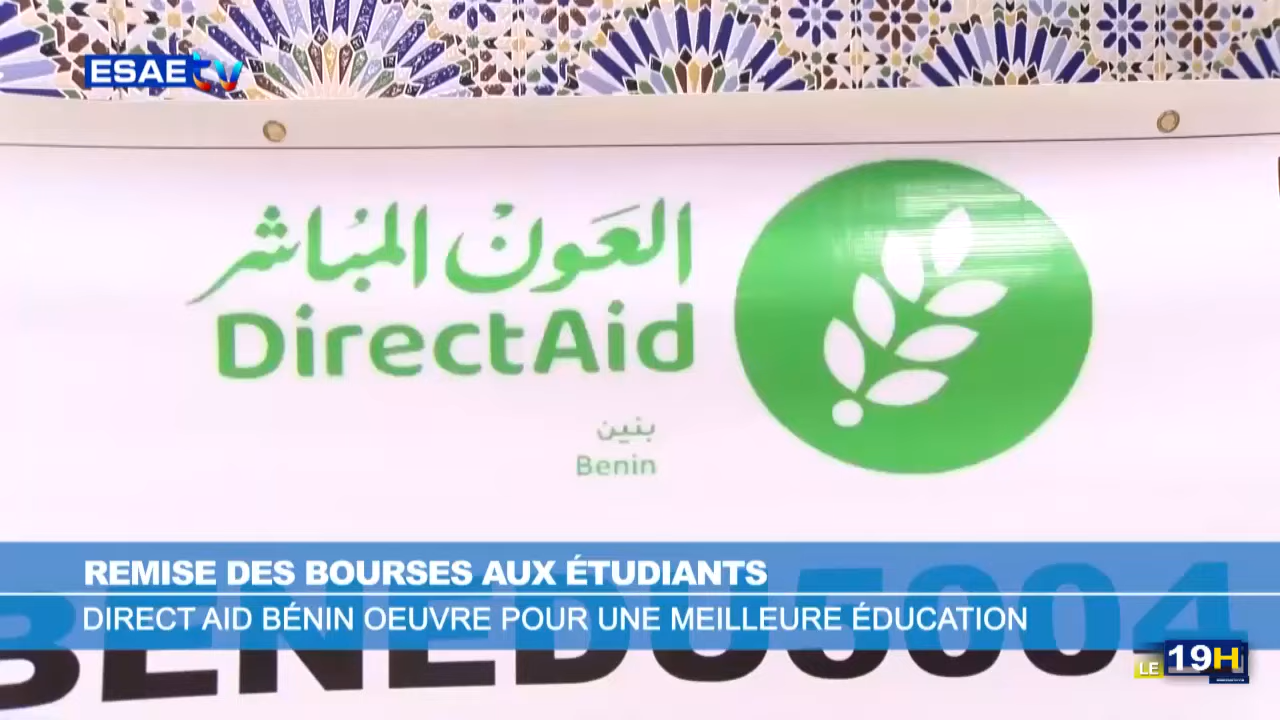 ESAE tv
العون المباشر
DirectAid
بنين
Benin
REMISE DES BOURSES AUX ÉTUDIANTS
DIRECT AID BÉNIN OEUVRE POUR UNE MEILLEURE ÉDUCATION
BENEDU5004
LE 19H